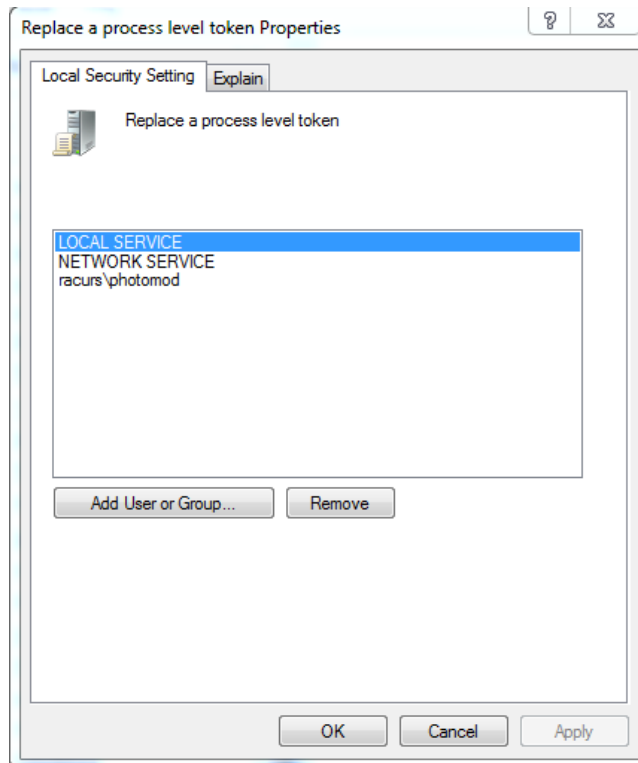 Replace a process level token Properties
Local Security Setting
Explain
Replace a process level token
LOCAL SERVICE
NETWORK SERVICE
racurs\photomod
Add User or Group...
Remove
OK
Cancel
Apply